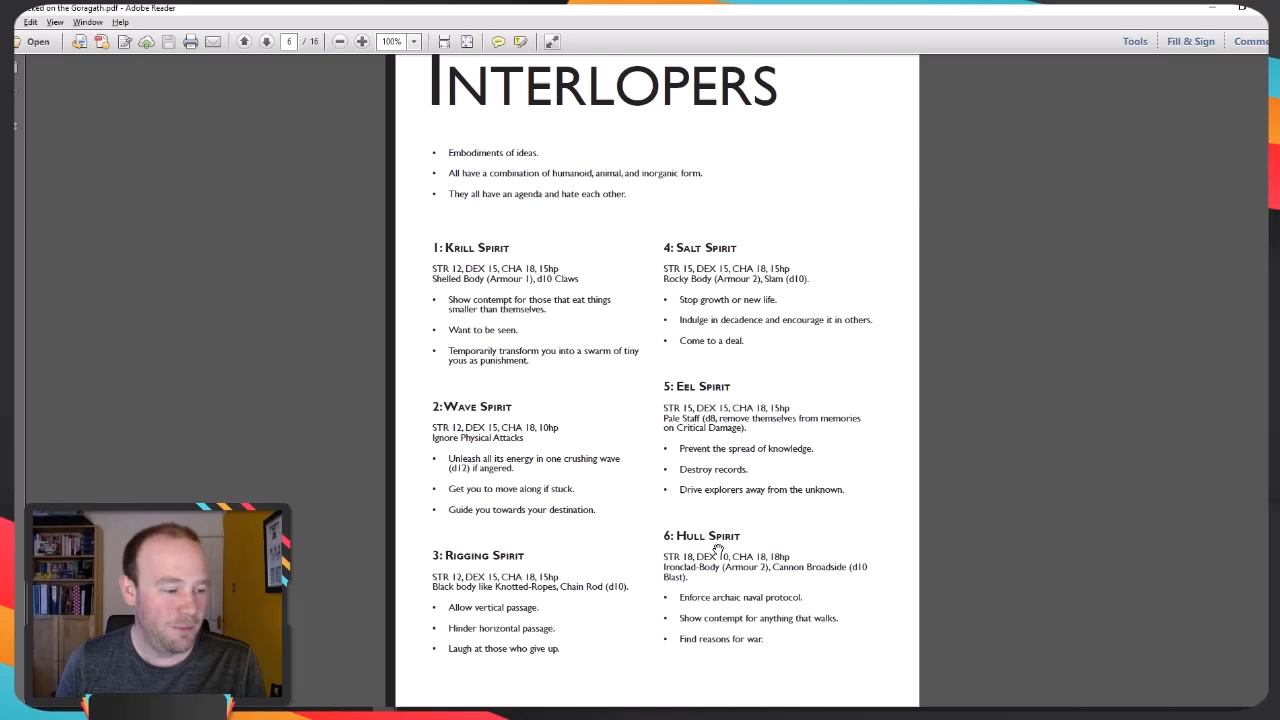 cked on the Goragath.pdf - Adobe Reader
Edit View Window Help
Open 6 / 16 100% Tools Fill & Sign Comme
INTERLOPERS
• Embodiments of ideas.
• All have a combination of humanoid, animal, and inorganic form.
• They all have an agenda and hate each other.
1: KRILL SPIRIT
STR 12, DEX 15, CHA 18, 15hp
Shelled Body (Armour 1), d10 Claws
• Show contempt for those that eat things
smaller than themselves.
• Want to be seen.
• Temporarily transform you into a swarm of tiny
yous as punishment.
2: WAVE SPIRIT
STR 12, DEX 15, CHA 18, 10hp
Ignore Physical Attacks
• Unleash all its energy in one crushing wave
(d12) if angered.
• Get you to move along if stuck.
• Guide you towards your destination.
3: RIGGING SPIRIT
STR 12, DEX 15, CHA 18, 15hp
Black body like Knotted-Ropes, Chain Rod (d10).
• Allow vertical passage.
• Hinder horizontal passage.
• Laugh at those who give up.
4: SALT SPIRIT
STR 15, DEX 15, CHA 18, 15hp
Rocky Body (Armour 2), Slam (d10).
• Stop growth or new life.
• Indulge in decadence and encourage it in others.
• Come to a deal.
5: EEL SPIRIT
STR 15, DEX 15, CHA 18, 15hp
Pale Staff (d8, remove themselves from memories
on Critical Damage).
• Prevent the spread of knowledge.
• Destroy records.
• Drive explorers away from the unknown.
6: HULL SPIRIT
STR 18, DEX 10, CHA 18, 18hp
Ironclad-Body (Armour 2), Cannon Broadside (d10
Blast).
• Enforce archaic naval protocol.
• Show contempt for anything that walks.
• Find reasons for war.